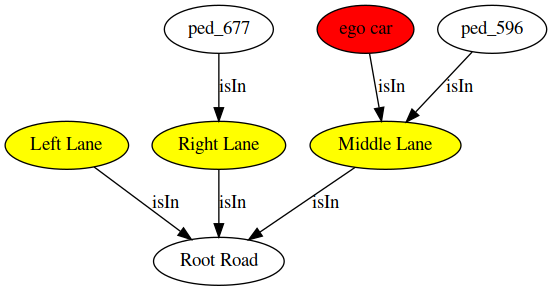 ped_677
ego car
ped_596
isIn
isIn
isIn
Left Lane
Right Lane
Middle Lane
isIn
isIn
isIn
Root Road